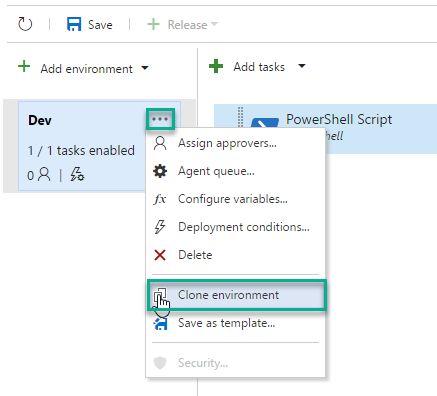 Save
Release
Add environment
Add tasks
Dev
1 / 1 tasks enabled
0
PowerShell Script
Assign approvers...
Agent queue...
fx Configure variables...
Deployment conditions...
Delete
Clone environment
Save as template...
Security...